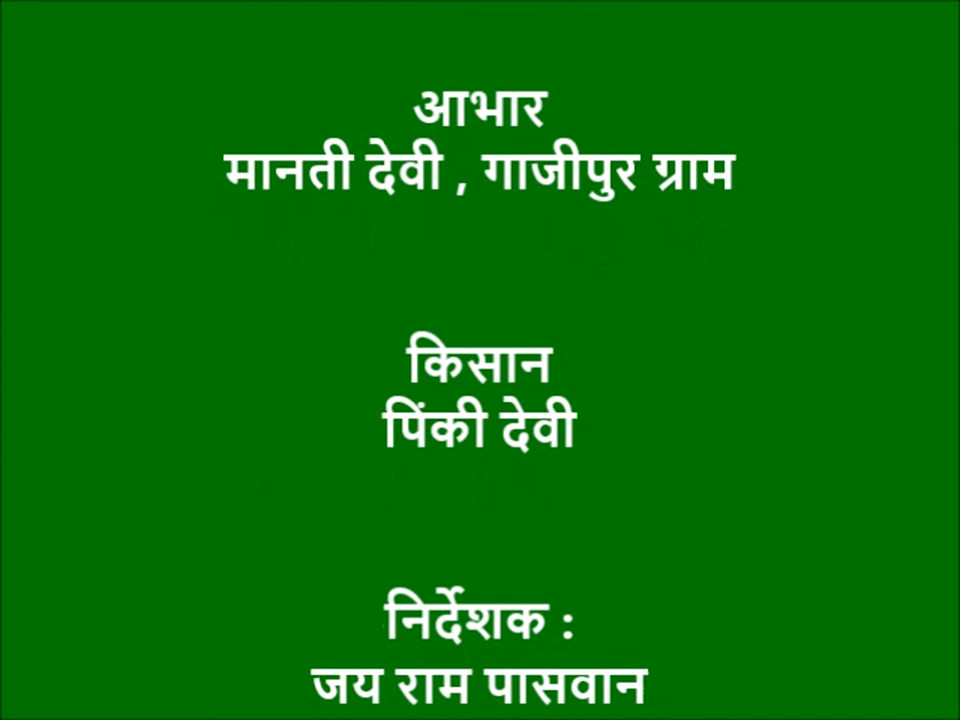 आभार
मानती देवी , गाजीपुर ग्राम
किसान
पिंकी देवी
निर्देशक :
जय राम पासवान